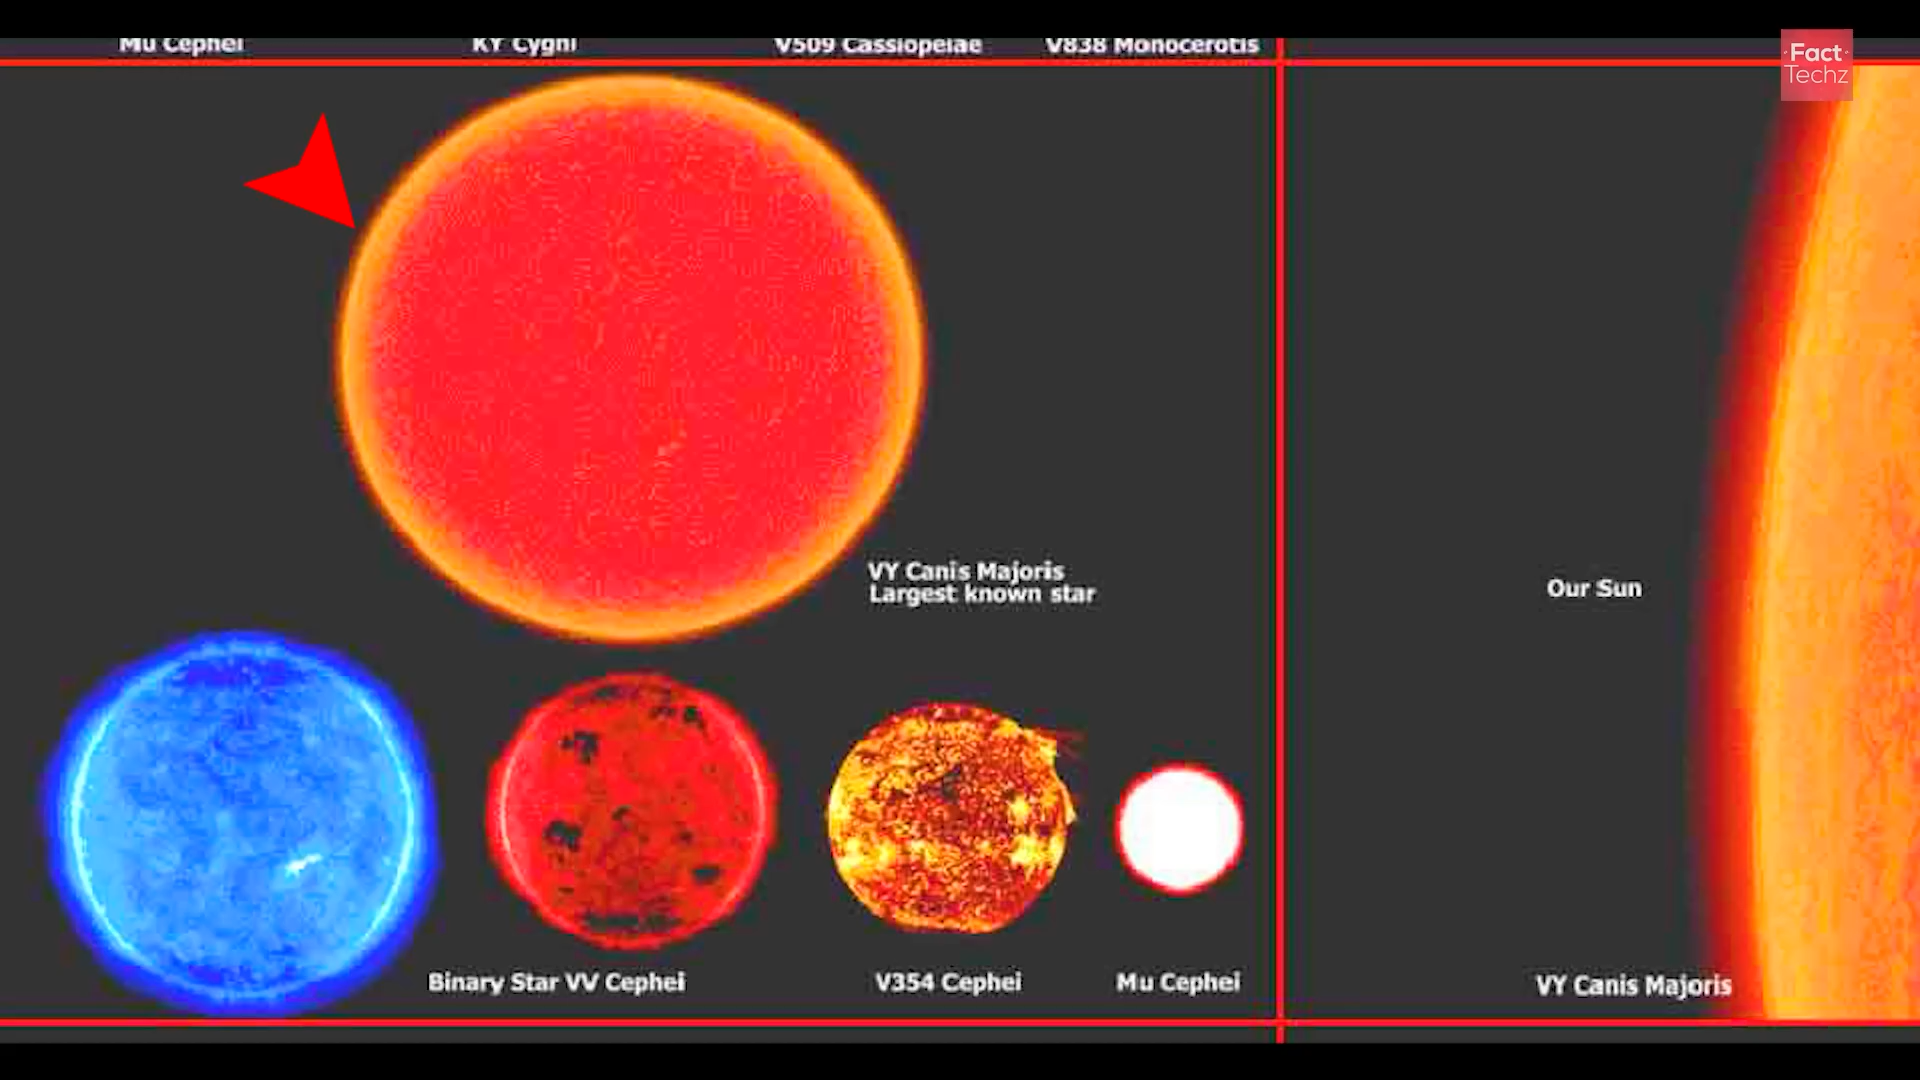 Mu Cephei KY Cygni V509 Cassiopeiae V838 Monocerotis
Fact
Techz
VY Canis Majoris
Largest known star
Our Sun
Binary Star VV Cephei V354 Cephei Mu Cephei
VY Canis Majoris